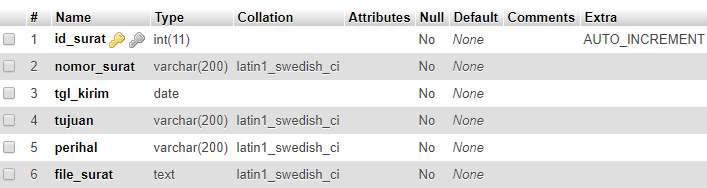 # Name Type Collation Attributes Null Default Comments Extra
1 id_surat int(11) No None AUTO_INCREMENT
2 nomor_surat varchar(200) latin1_swedish_ci No None
3 tgl_kirim date No None
4 tujuan varchar(200) latin1_swedish_ci No None
5 perihal varchar(200) latin1_swedish_ci No None
6 file_surat text latin1_swedish_ci No None